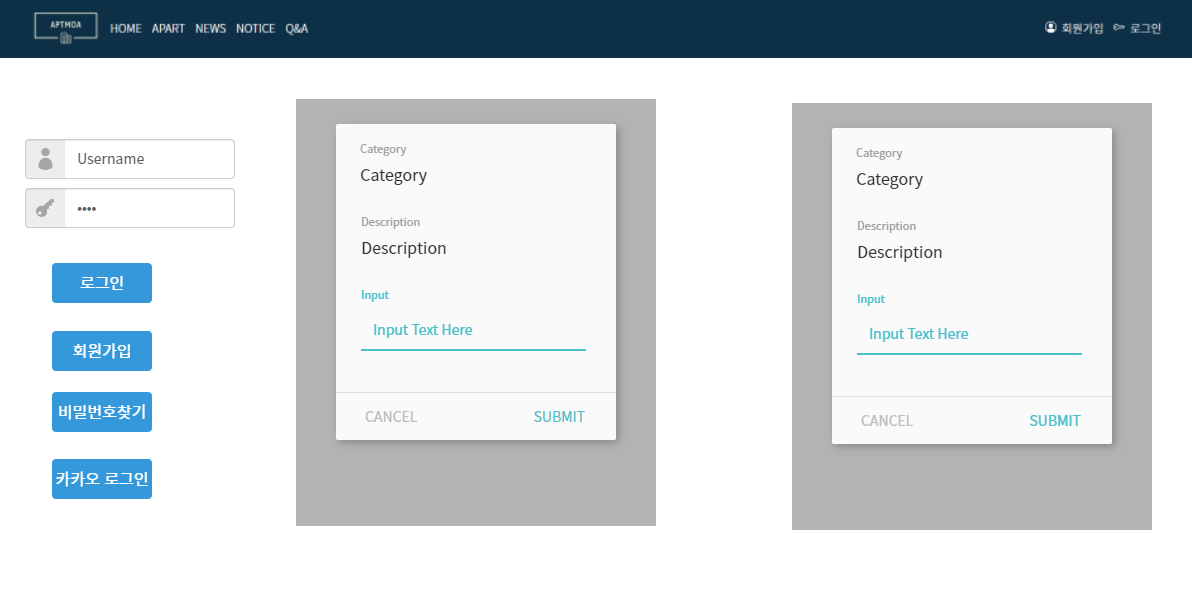 APTMOA
HOME APART NEWS NOTICE Q&A
회원가입 로그인
Username
••••
로그인
회원가입
비밀번호찾기
카카오 로그인
Category
Category
Description
Description
Input
Input Text Here
CANCEL SUBMIT
Category
Category
Description
Description
Input
Input Text Here
CANCEL SUBMIT